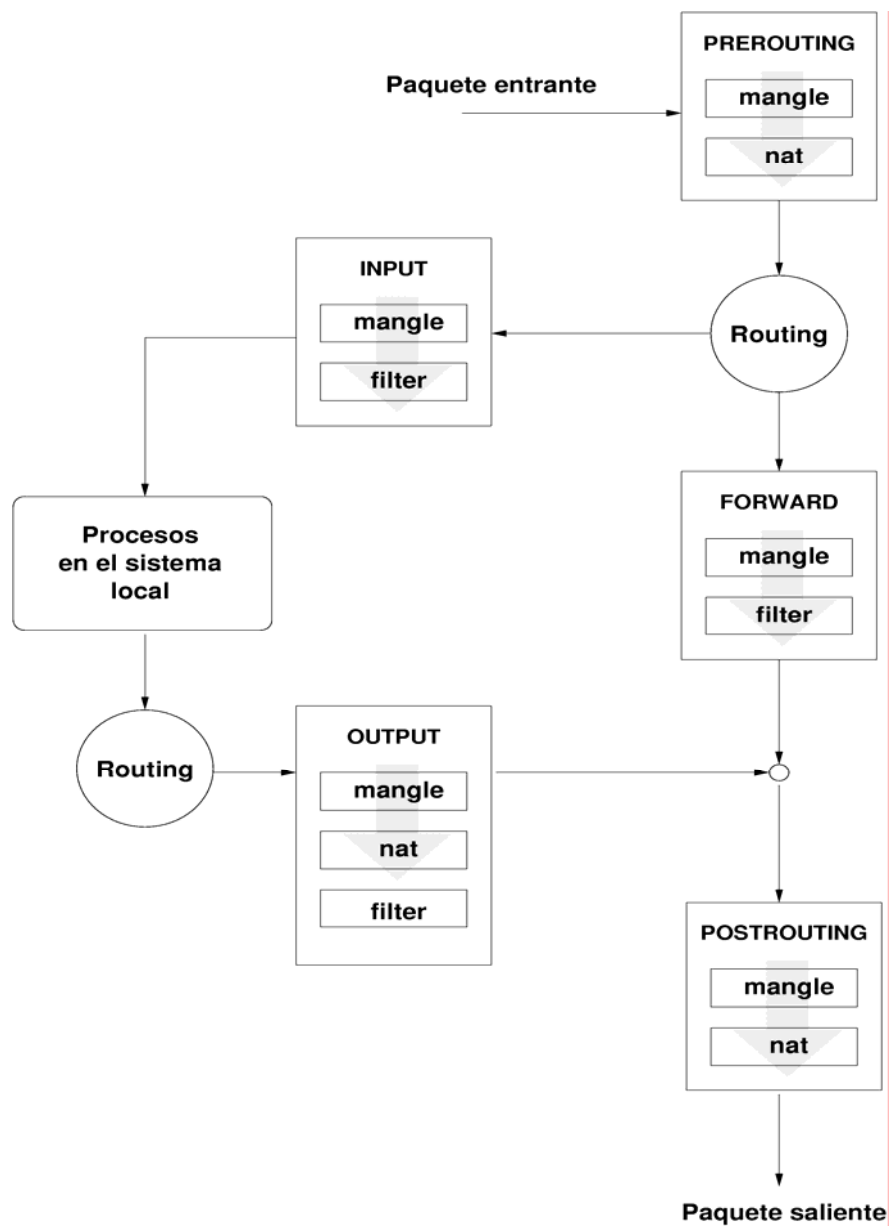 PREROUTING
Paquete entrante
mangle
nat
INPUT
mangle
filter
Routing
Procesos
en el sistema
local
FORWARD
mangle
filter
Routing
OUTPUT
mangle
nat
filter
POSTROUTING
mangle
nat
Paquete saliente